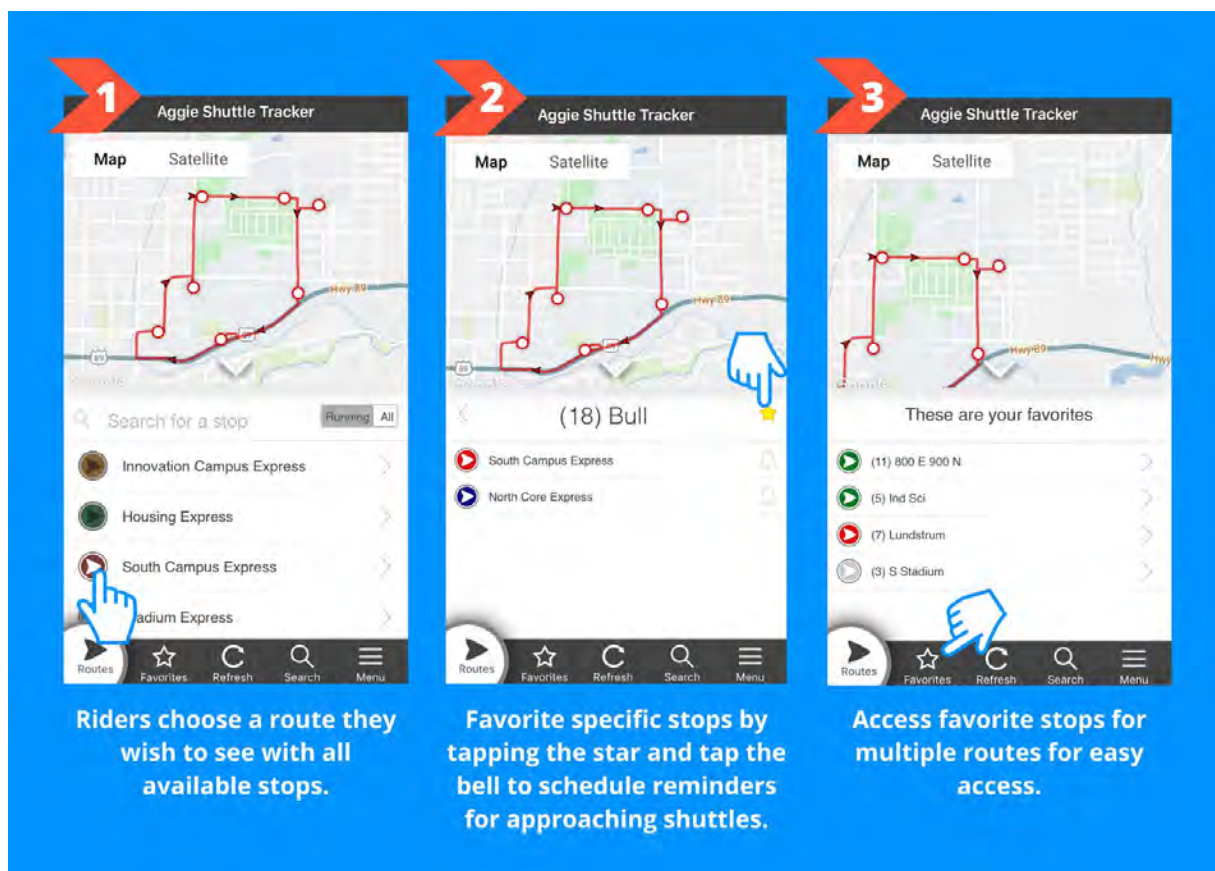 1
Aggie Shuttle Tracker
Map Satellite
Hwy 89
89
89
Search for a stop
Running All
Innovation Campus Express
Housing Express
South Campus Express
adium Express
Routes
Favorites
Refresh
Search
Menu
Riders choose a route they
wish to see with all
available stops.
2
Aggie Shuttle Tracker
Map Satellite
Hwy 89
89
89
(18) Bull
South Campus Express
North Core Express
Routes
Favorites
Refresh
Search
Menu
Favorite specific stops by
tapping the star and tap the
bell to schedule reminders
for approaching shuttles.
3
Aggie Shuttle Tracker
Map Satellite
Hwy 89
Hwy
These are your favorites
(11) 800 E 900 N
(5) Ind Sci
(7) Lundstrum
(3) S Stadium
Routes
Favorites
Refresh
Search
Menu
Access favorite stops for
multiple routes for easy
access.